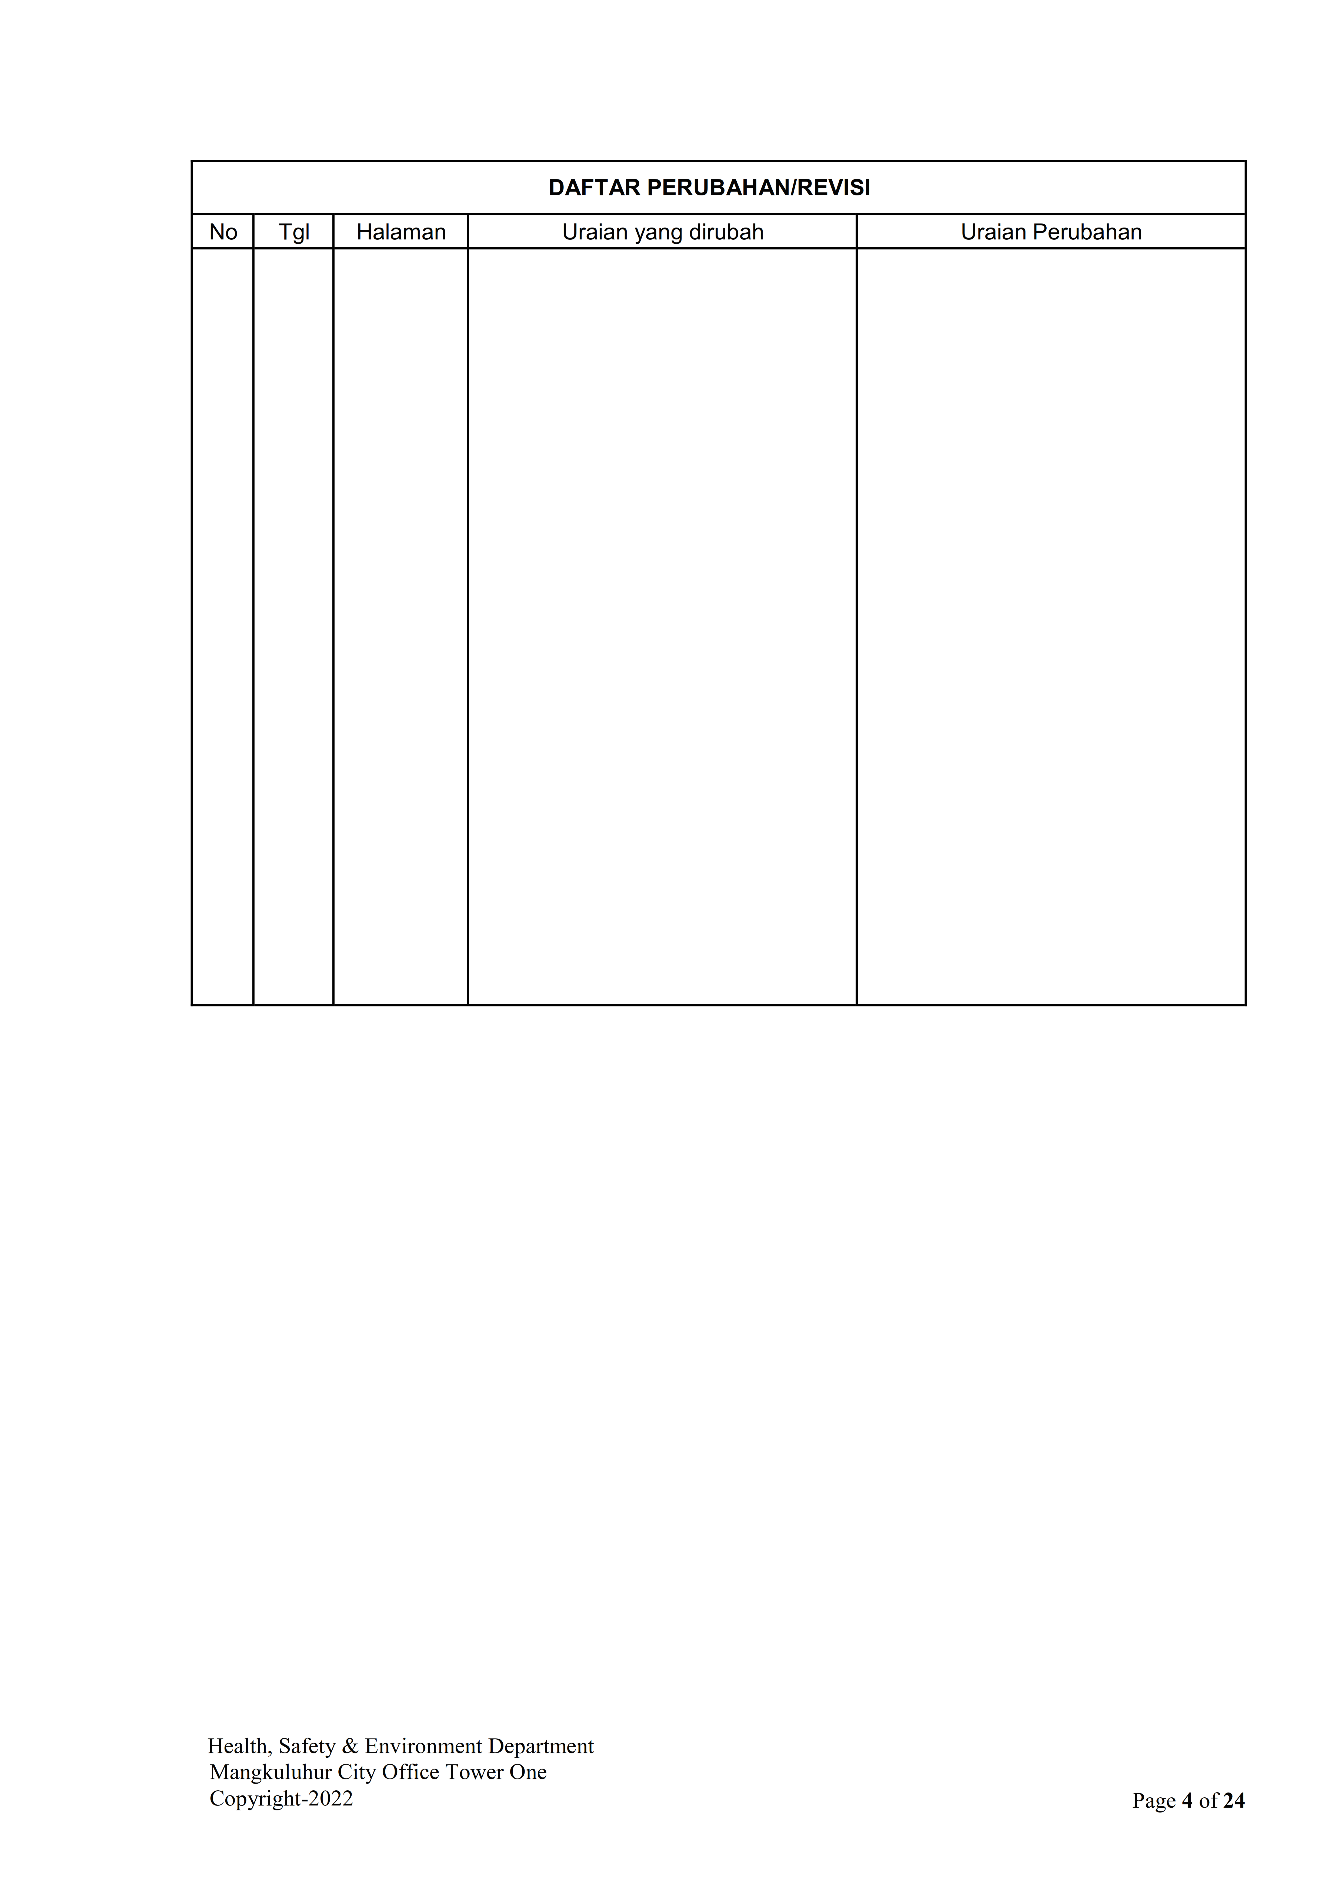 DAFTAR PERUBAHAN/REVISI
No Tgl Halaman Uraian yang dirubah Uraian Perubahan
Health, Safety & Environment Department
Mangkuluhur City Office Tower One
Copyright-2022
Page 4 of 24